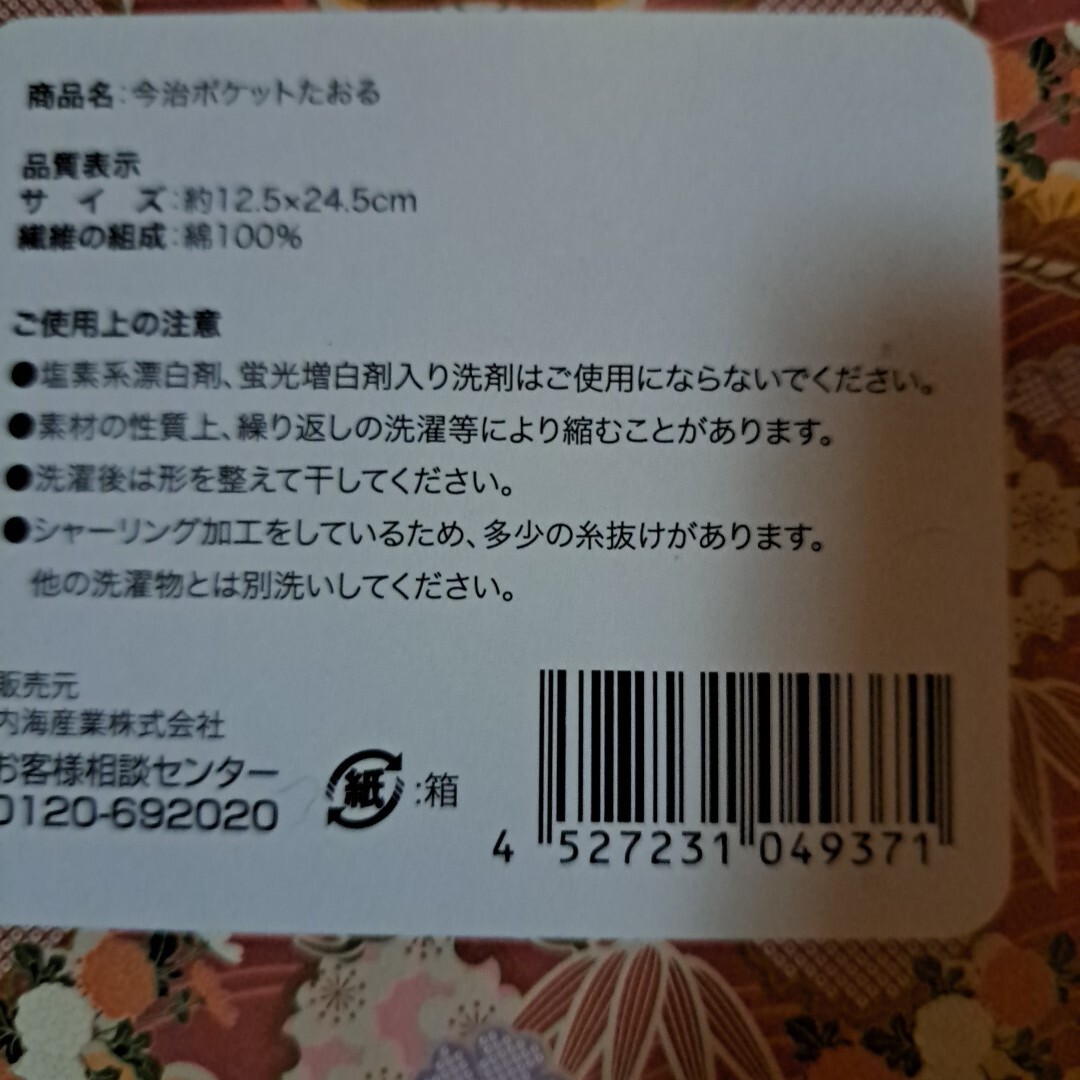 商品名:今治ポケットたおる
品質表示
サイズ:約12.5×24.5cm
繊維の組成:綿100%
ご使用上の注意
●塩素系漂白剤、蛍光増白剤入り洗剤はご使用にならないでください。
●素材の性質上、繰り返しの洗濯等により縮むことがあります。
●洗濯後は形を整えて干してください。
●シャーリング加工をしているため、多少の糸抜けがあります。
他の洗濯物とは別洗いしてください。
販売元
内海産業株式会社
お客様相談センター
0120-692020
紙:箱
4 527231 049371